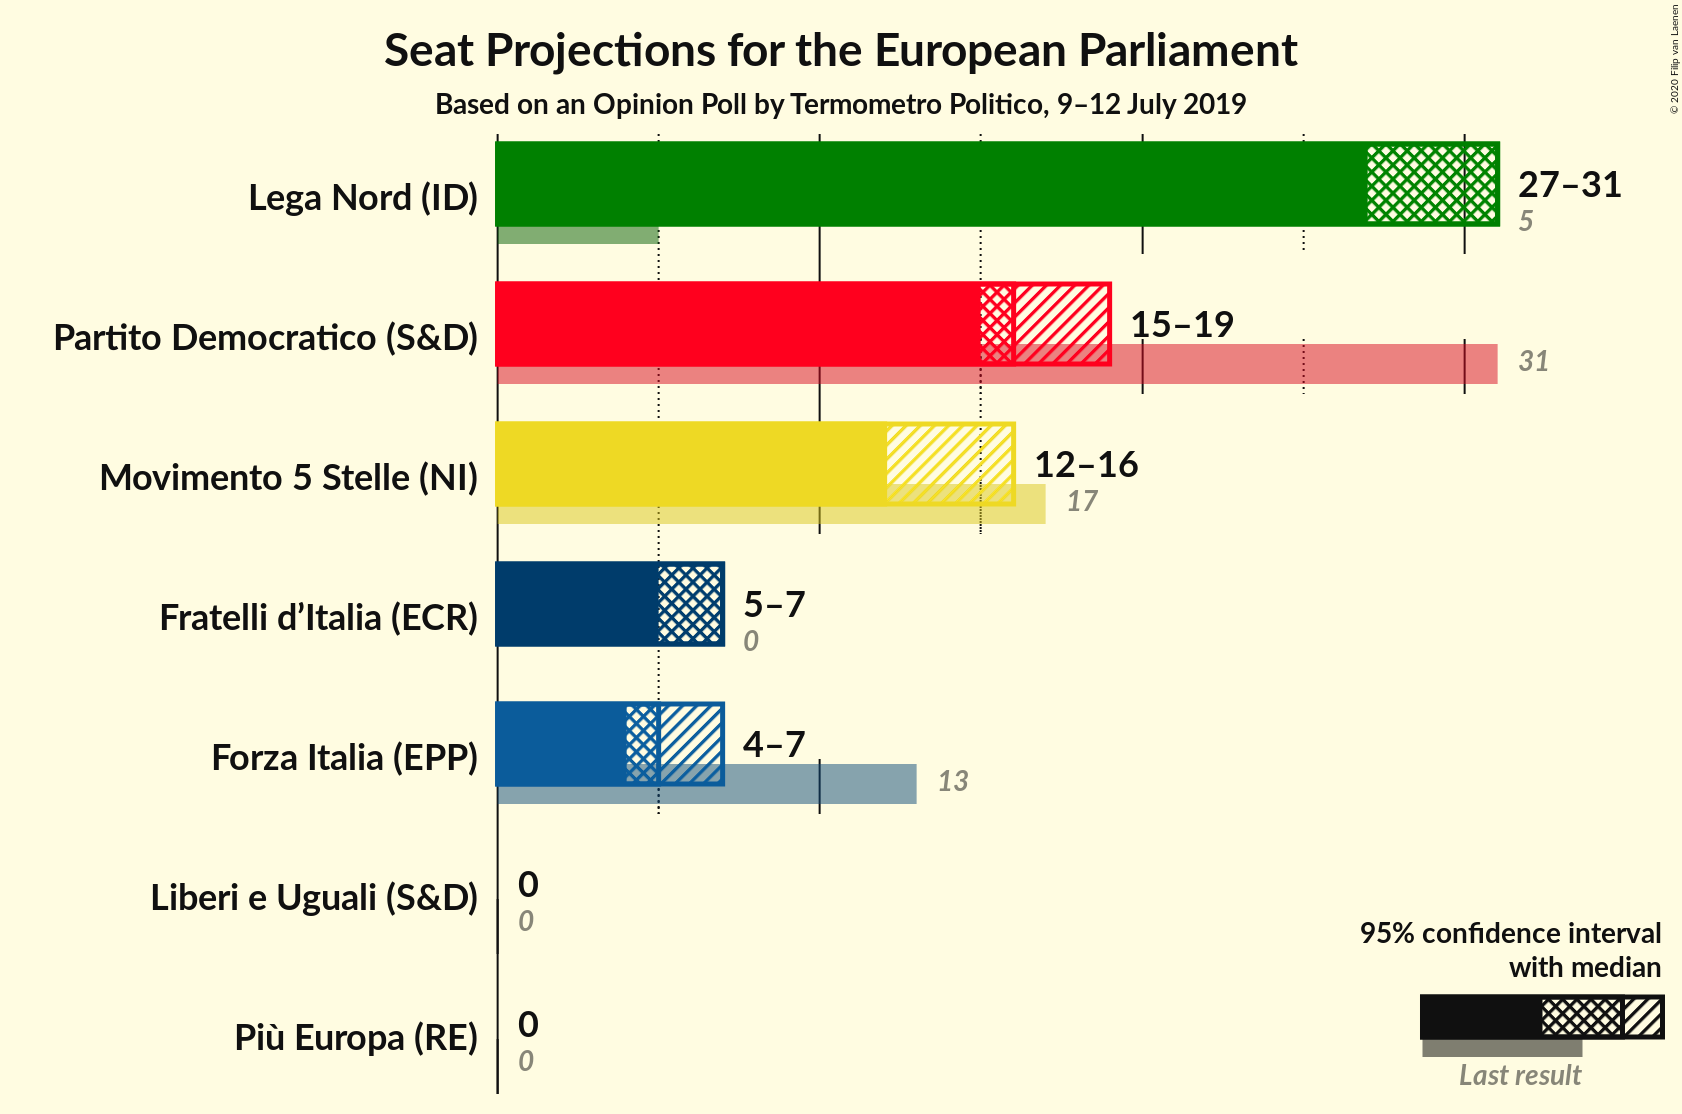 Seat Projections for the European Parliament
Based on an Opinion Poll by Termometro Politico, 9–12 July 2019
© 2020 Filip van Laenen
Lega Nord (ID)
27–31
5
Partito Democratico (S&D)
15–19
31
Movimento 5 Stelle (NI)
12–16
17
Fratelli d’Italia (ECR)
5–7
0
Forza Italia (EPP)
4–7
13
Liberi e Uguali (S&D)
0
0
Più Europa (RE)
0
0
95% confidence interval
with median
Last result